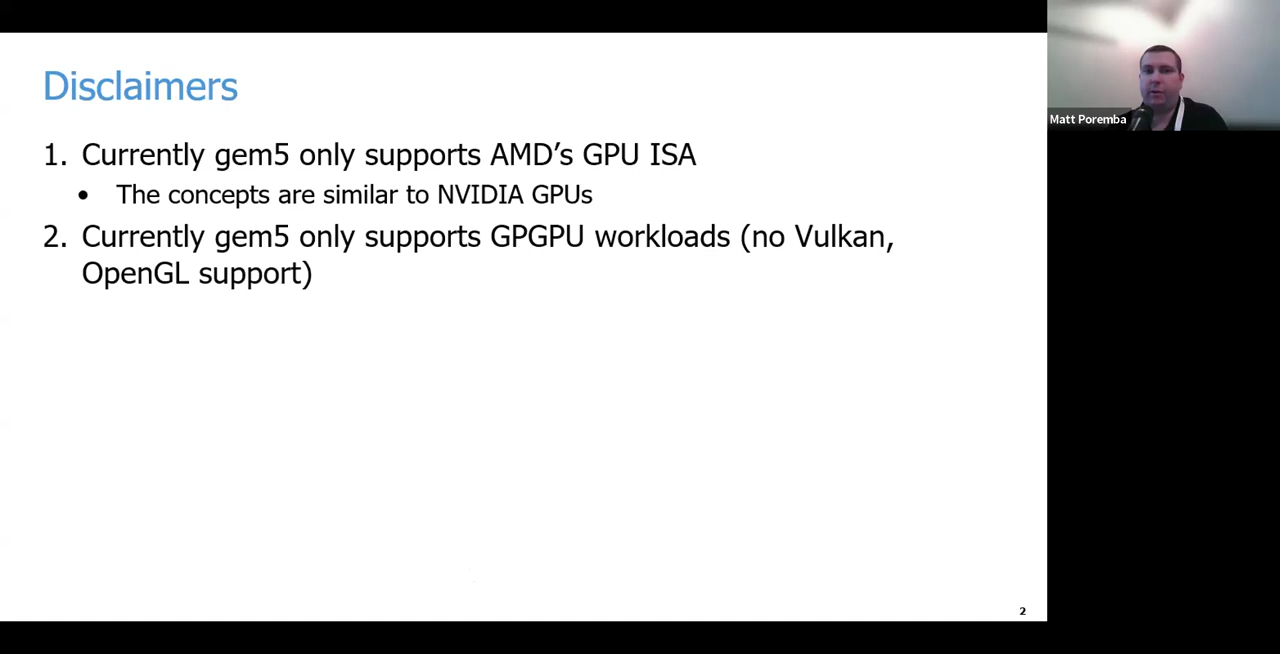 Disclaimers
1. Currently gem5 only supports AMD’s GPU ISA
• The concepts are similar to NVIDIA GPUs
2. Currently gem5 only supports GPGPU workloads (no Vulkan,
OpenGL support)
2
Matt Poremba